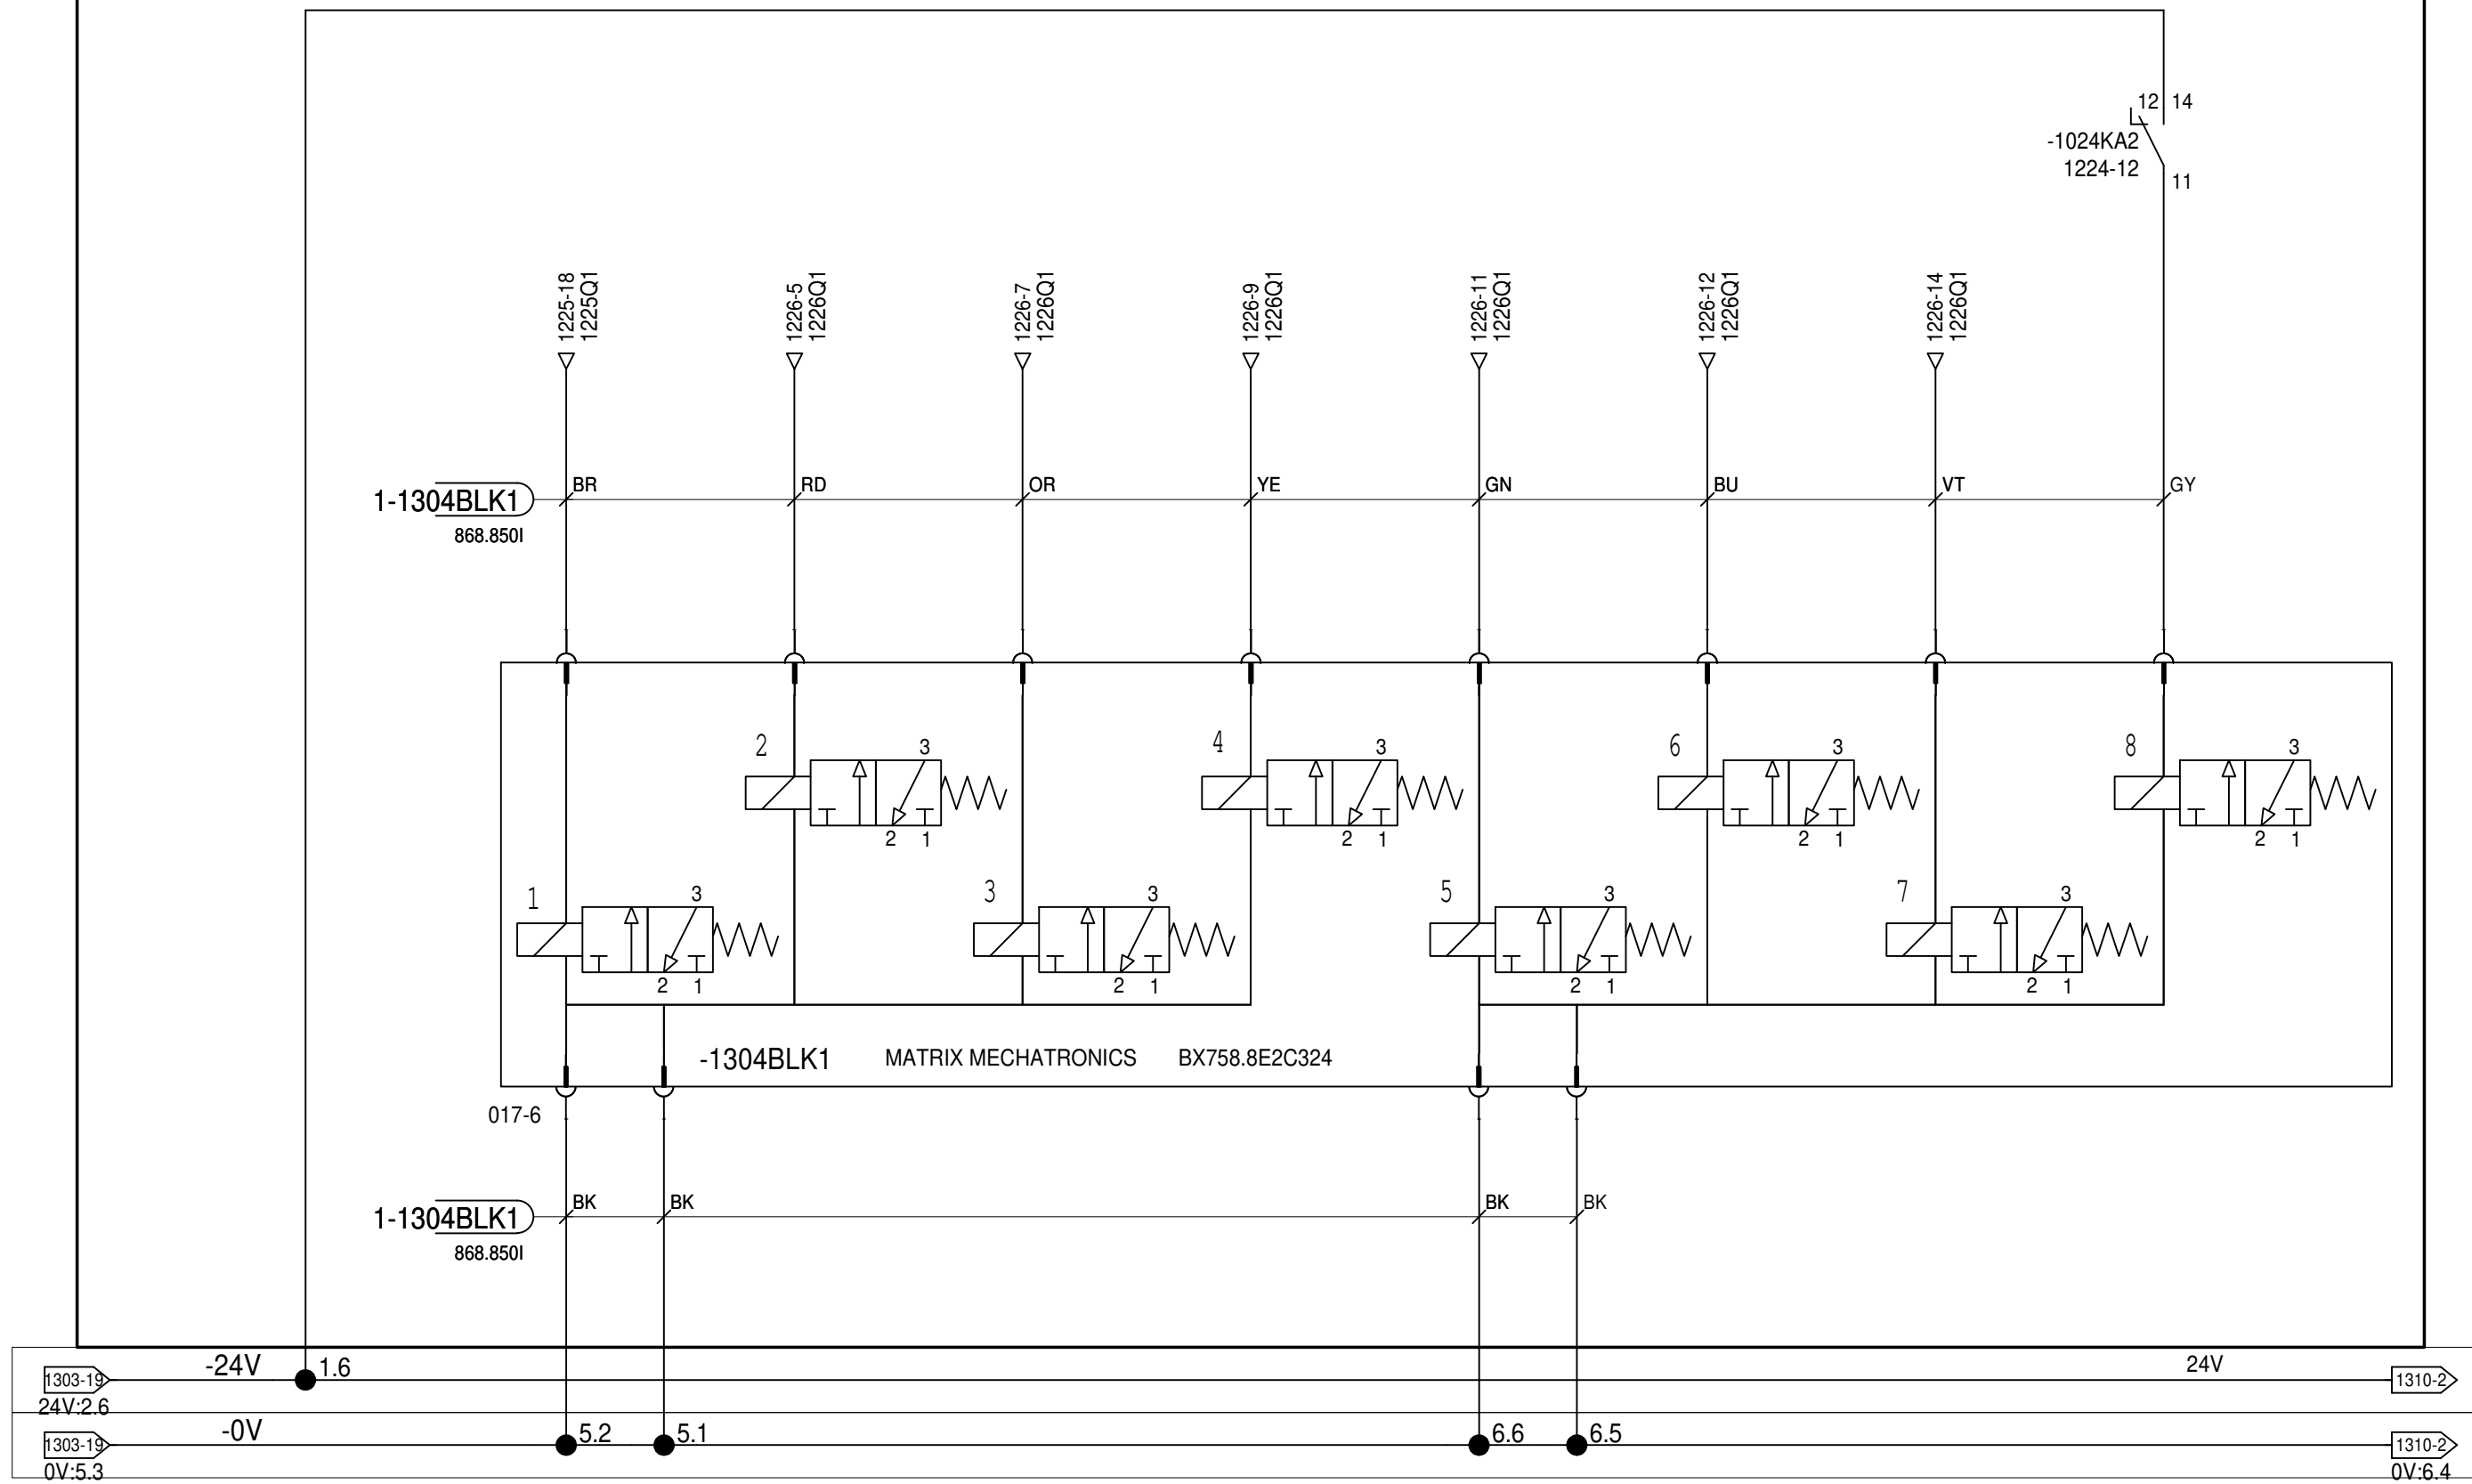 12 14
-1024KA2
1224-12
11
1225-18
1225Q1
1226-5
1226Q1
1226-7
1226Q1
1226-9
1226Q1
1226-11
1226Q1
1226-12
1226Q1
1226-14
1226Q1
1-1304BLK1
868.850I
BR
RD
OR
YE
GN
BU
VT
GY
2
3
2 1
4
3
2 1
6
3
2 1
8
3
2 1
1
3
2 1
3
3
2 1
5
3
2 1
7
3
2 1
-1304BLK1 MATRIX MECHATRONICS BX758.8E2C324
017-6
1-1304BLK1
868.850I
BK
BK
BK
BK
1303-19
24V:2.6
-24V
1.6
24V
1310-2
1303-19
0V:5.3
-0V
5.2
5.1
6.6
6.5
1310-2
0V:6.4